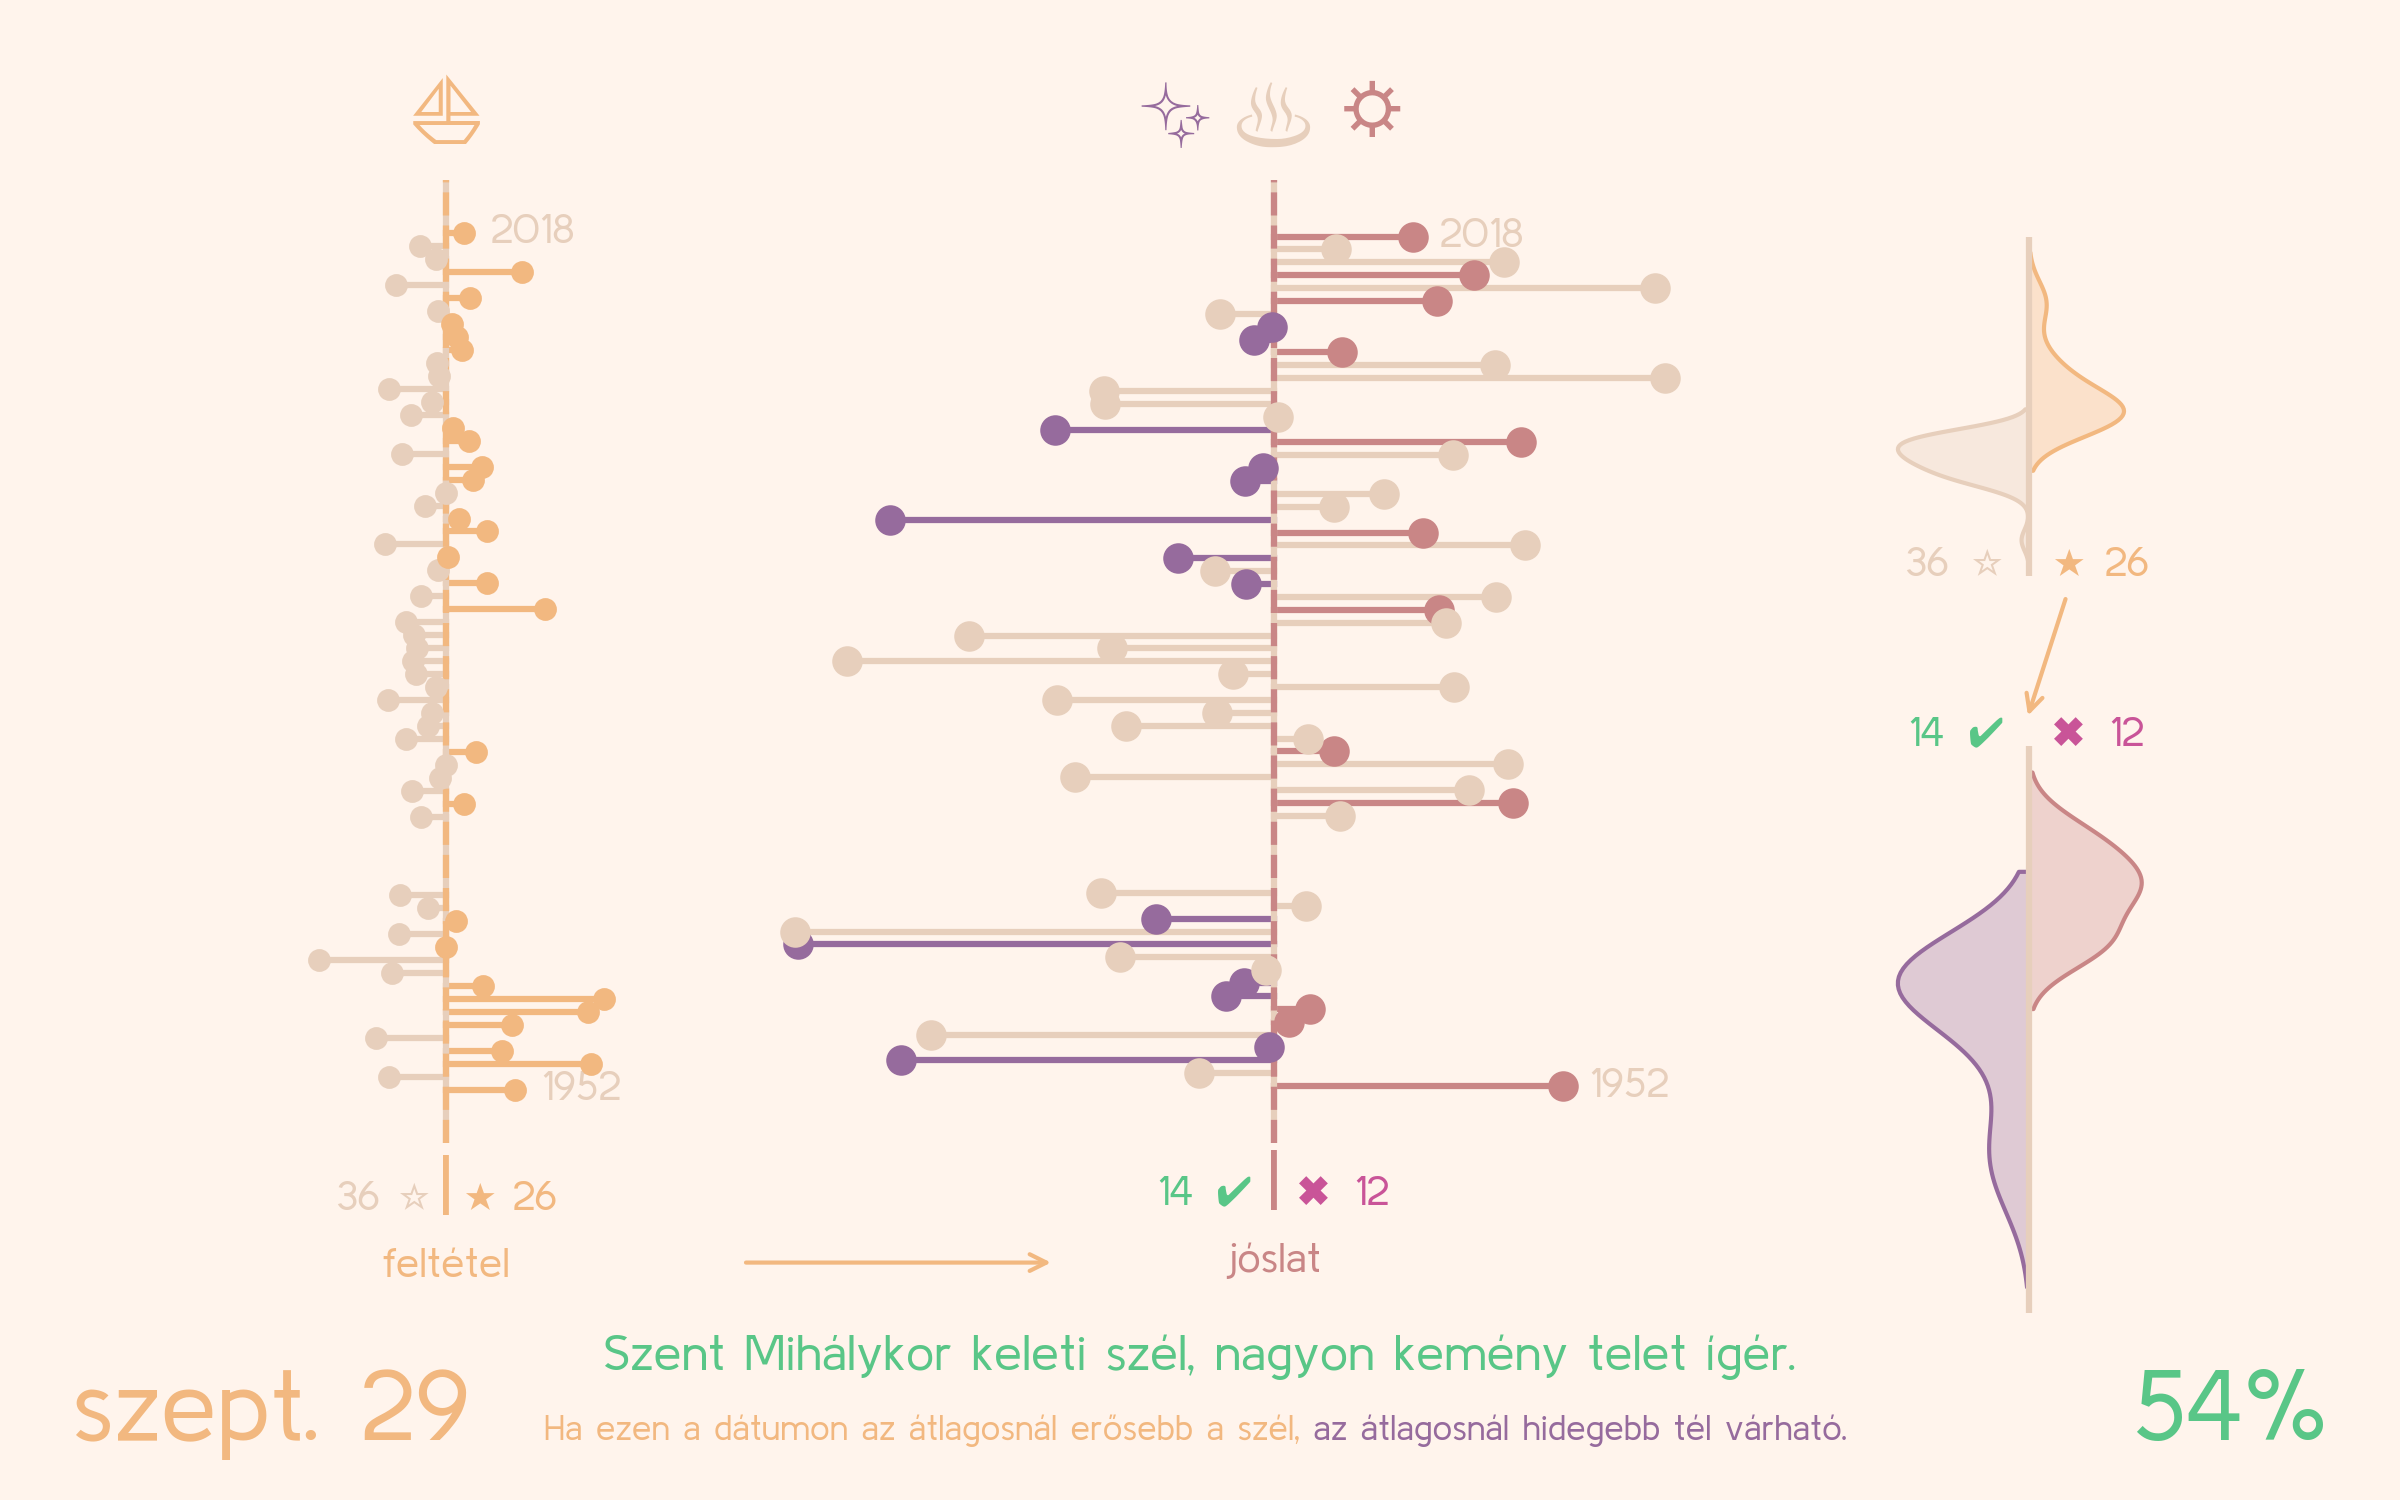 2018
2018
36 ☆ ★ 26
14 ✔ ✖ 12
1952
1952
36 ☆ ★ 26
14 ✔ ✖ 12
feltétel
jóslat
Szent Mihálykor keleti szél, nagyon kemény telet ígér.
szept. 29
54%
Ha ezen a dátumon az átlagosnál erősebb a szél, az átlagosnál hidegebb tél várható.